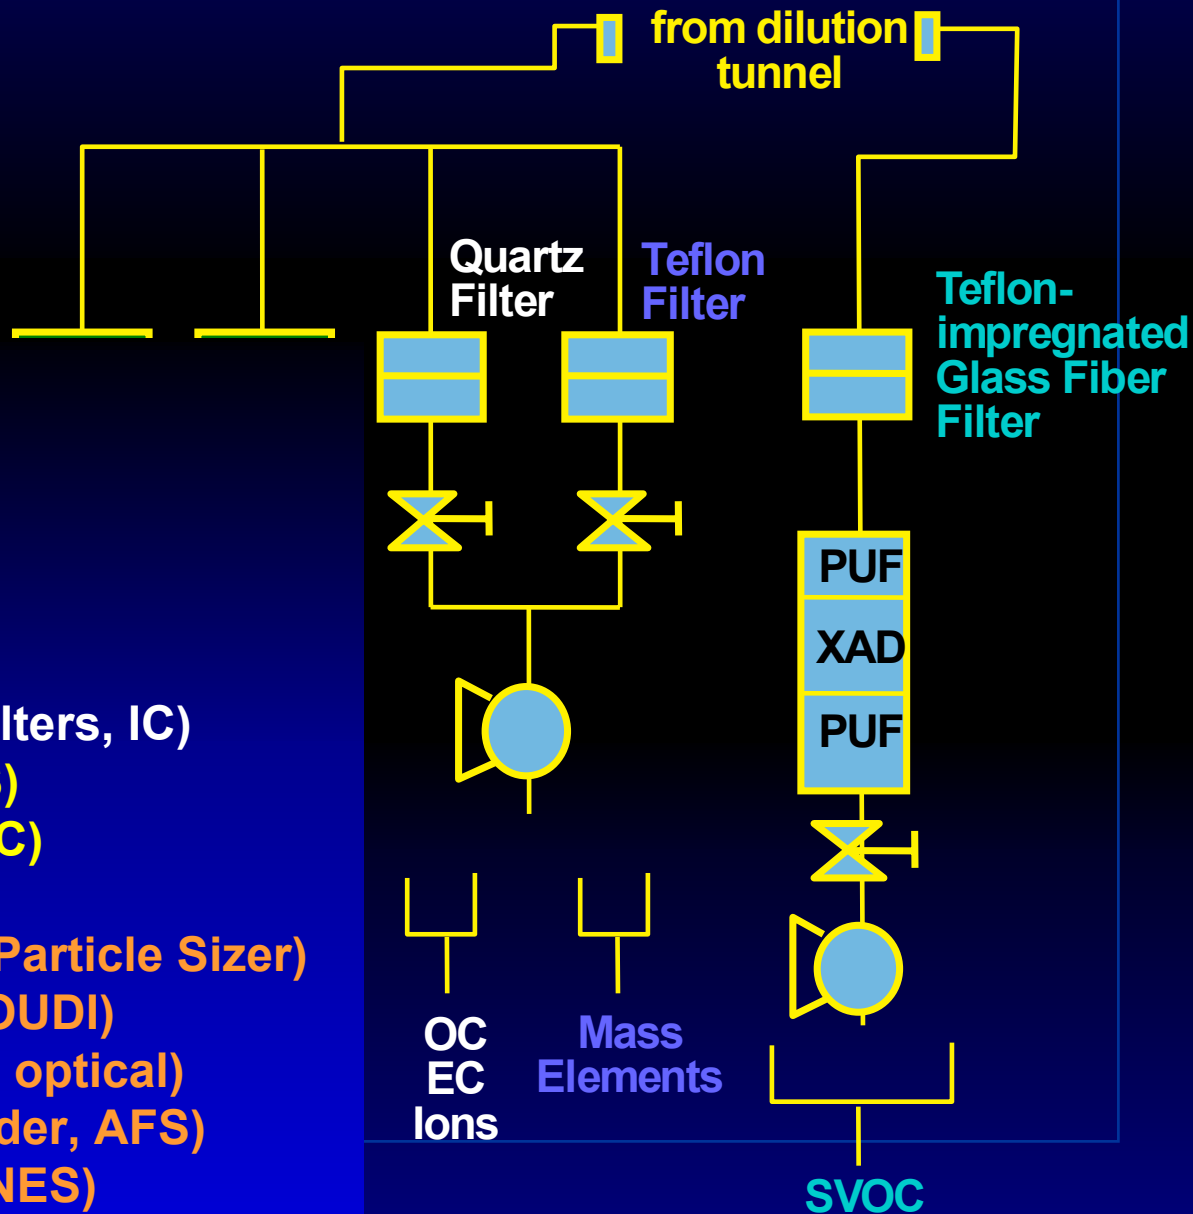 from dilution
tunnel
Quartz
Filter
Teflon
Filter
Teflon-
impregnated
Glass Fiber
Filter
PUF
XAD
PUF
lters, IC)
C)
Particle Sizer)
OUDI)
optical)
der, AFS)
NES)
OC
EC
Ions
Mass
Elements
SVOC